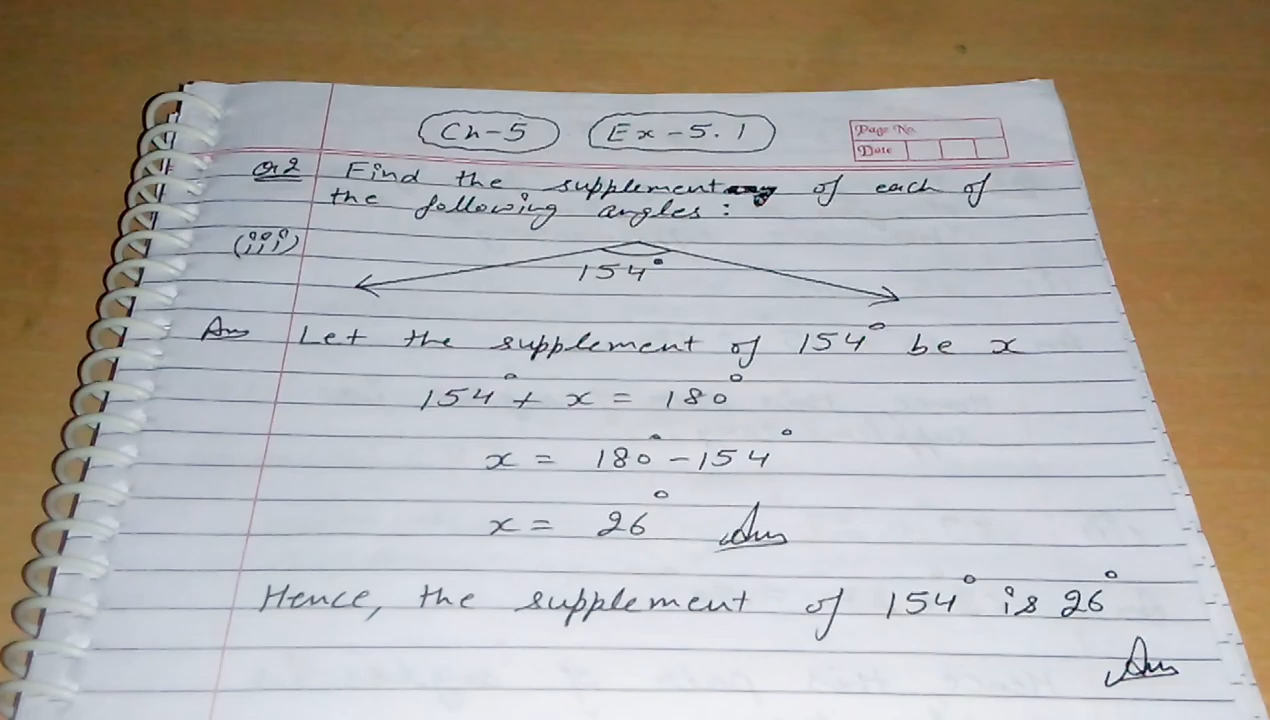 Ch-5 Ex-5.1
Page No.
Date
Q2 Find the supplement of each of
the following angles:
(iii)
154°
Ans Let the supplement of 154° be x
154° + x = 180°
x = 180° - 154°
x = 26° Ans
Hence, the supplement of 154° is 26°
Ans